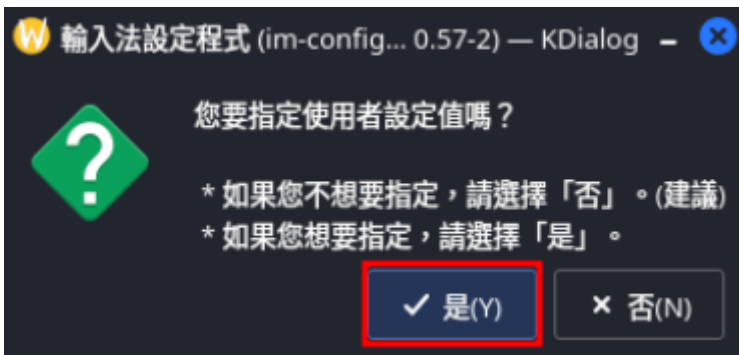 輸入法設定程式 (im-config... 0.57-2) — KDialog
您要指定使用者設定值嗎？
* 如果您不想要指定，請選擇「否」。(建議)
* 如果您想要指定，請選擇「是」。
是(Y)
否(N)